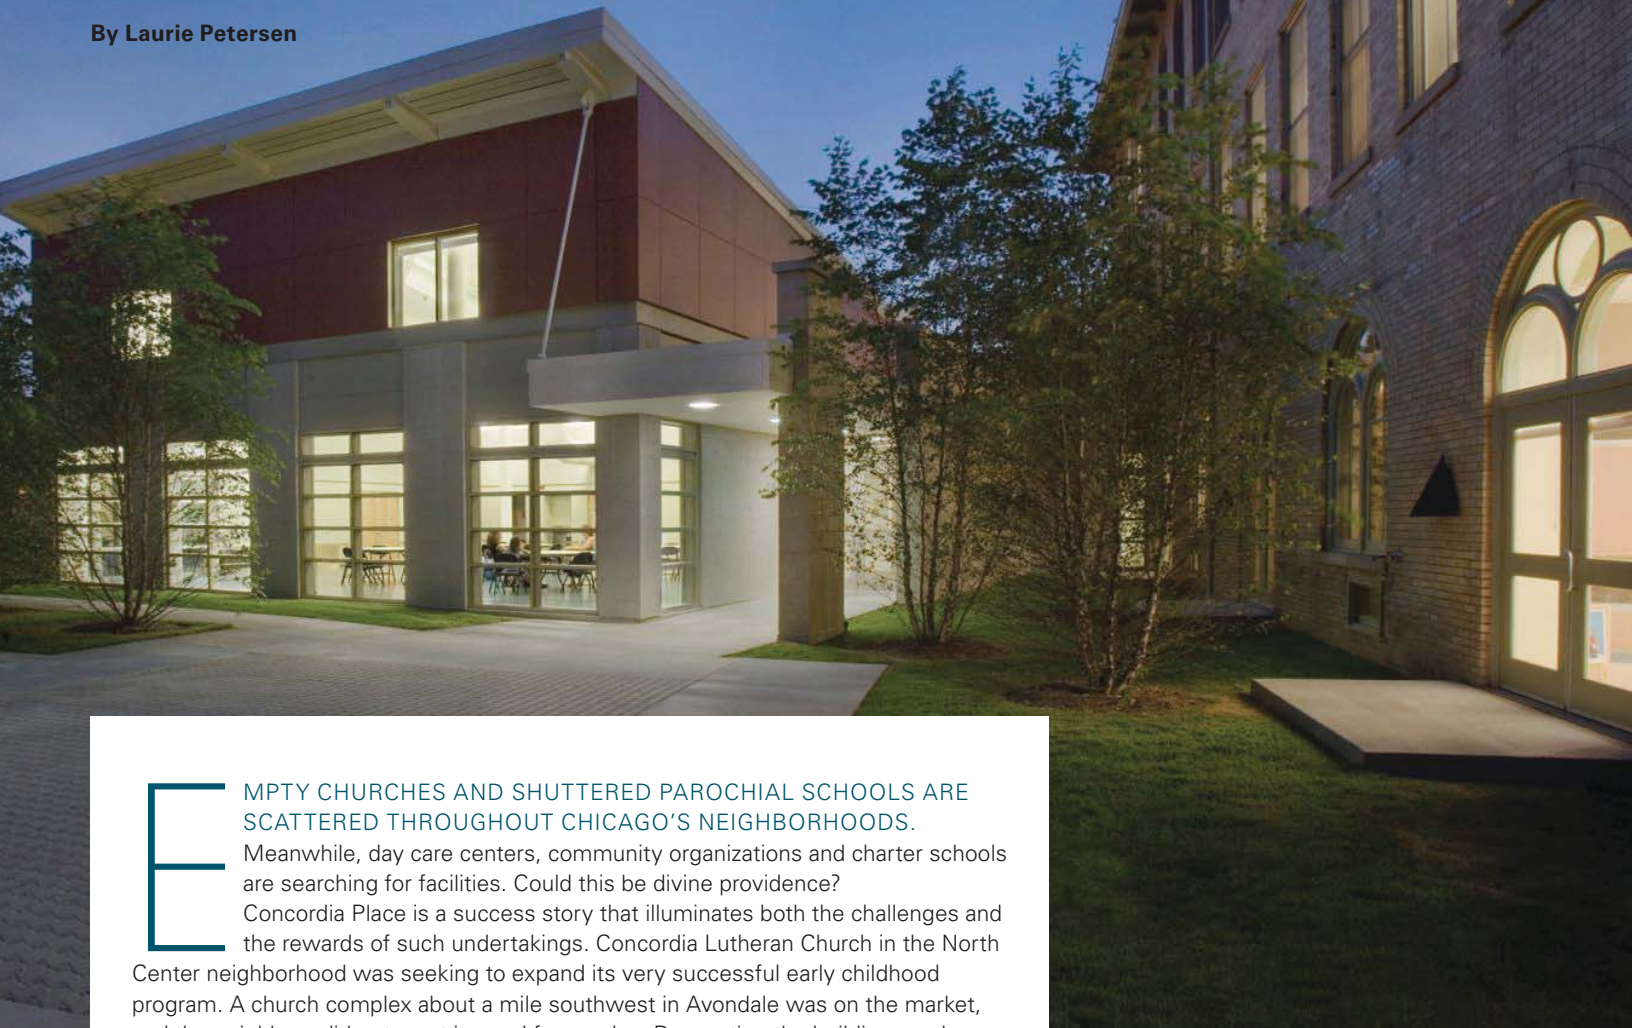 By Laurie Petersen
EMPTY CHURCHES AND SHUTTERED PAROCHIAL SCHOOLS ARE
SCATTERED THROUGHOUT CHICAGO'S NEIGHBORHOODS.
Meanwhile, day care centers, community organizations and charter schools
are searching for facilities. Could this be divine providence?
Concordia Place is a success story that illuminates both the challenges and
the rewards of such undertakings. Concordia Lutheran Church in the North
Center neighborhood was seeking to expand its very successful early childhood
program. A church complex about a mile southwest in Avondale was on the market,